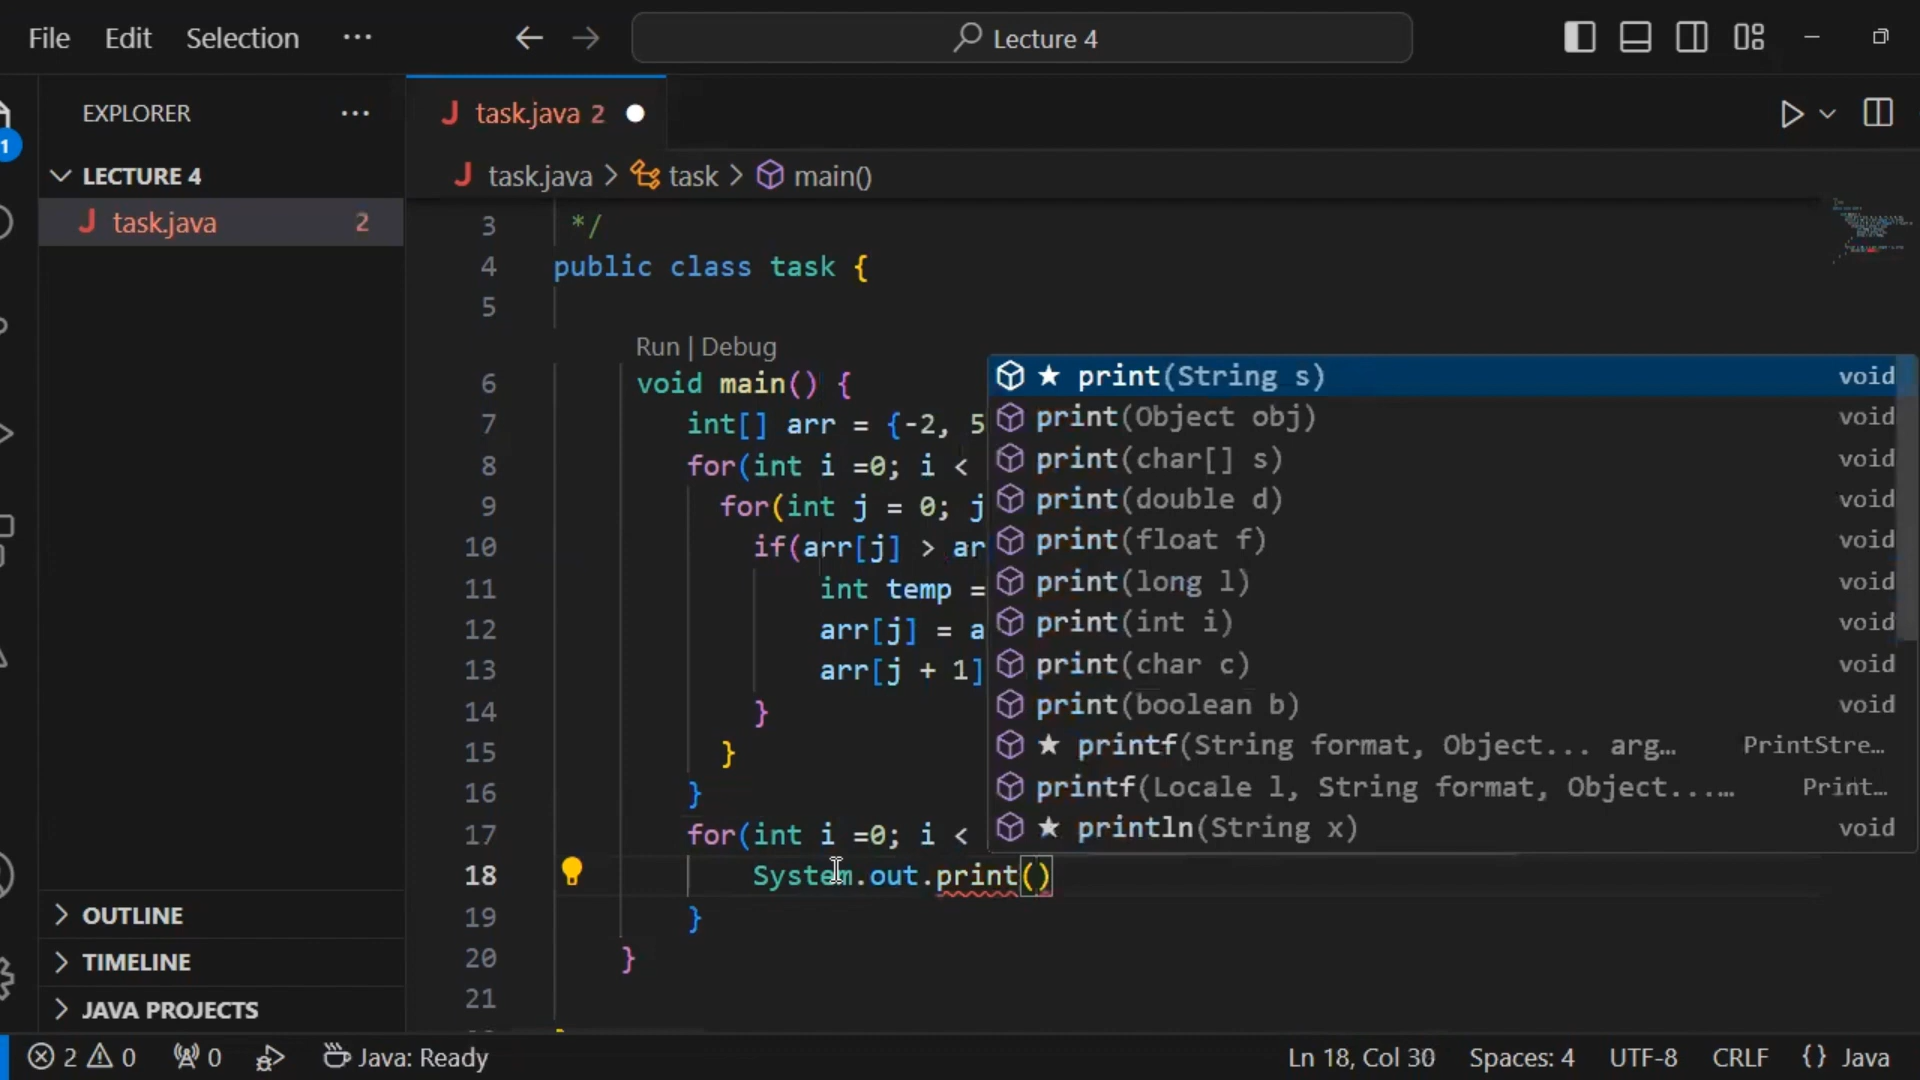 File Edit Selection ··· Lecture 4
EXPLORER ···
LECTURE 4
task.java 2
1
OUTLINE
TIMELINE
JAVA PROJECTS
task.java 2
task.java > task > main()
3 */
4 public class task {
5
Run | Debug
6 void main() {
7 int[] arr = {-2, 5
8 for(int i =0; i <
9 for(int j = 0; j
10 if(arr[j] > ar
11 int temp =
12 arr[j] = a
13 arr[j + 1]
14 }
15 }
16 }
17 for(int i =0; i <
18 System.out.print()
19 }
20 }
21
★ print(String s) void
print(Object obj) void
print(char[] s) void
print(double d) void
print(float f) void
print(long l) void
print(int i) void
print(char c) void
print(boolean b) void
★ printf(String format, Object... arg… PrintStre…
printf(Locale l, String format, Object...… Print…
★ println(String x) void
2 0 0 Java: Ready Ln 18, Col 30 Spaces: 4 UTF-8 CRLF {} Java